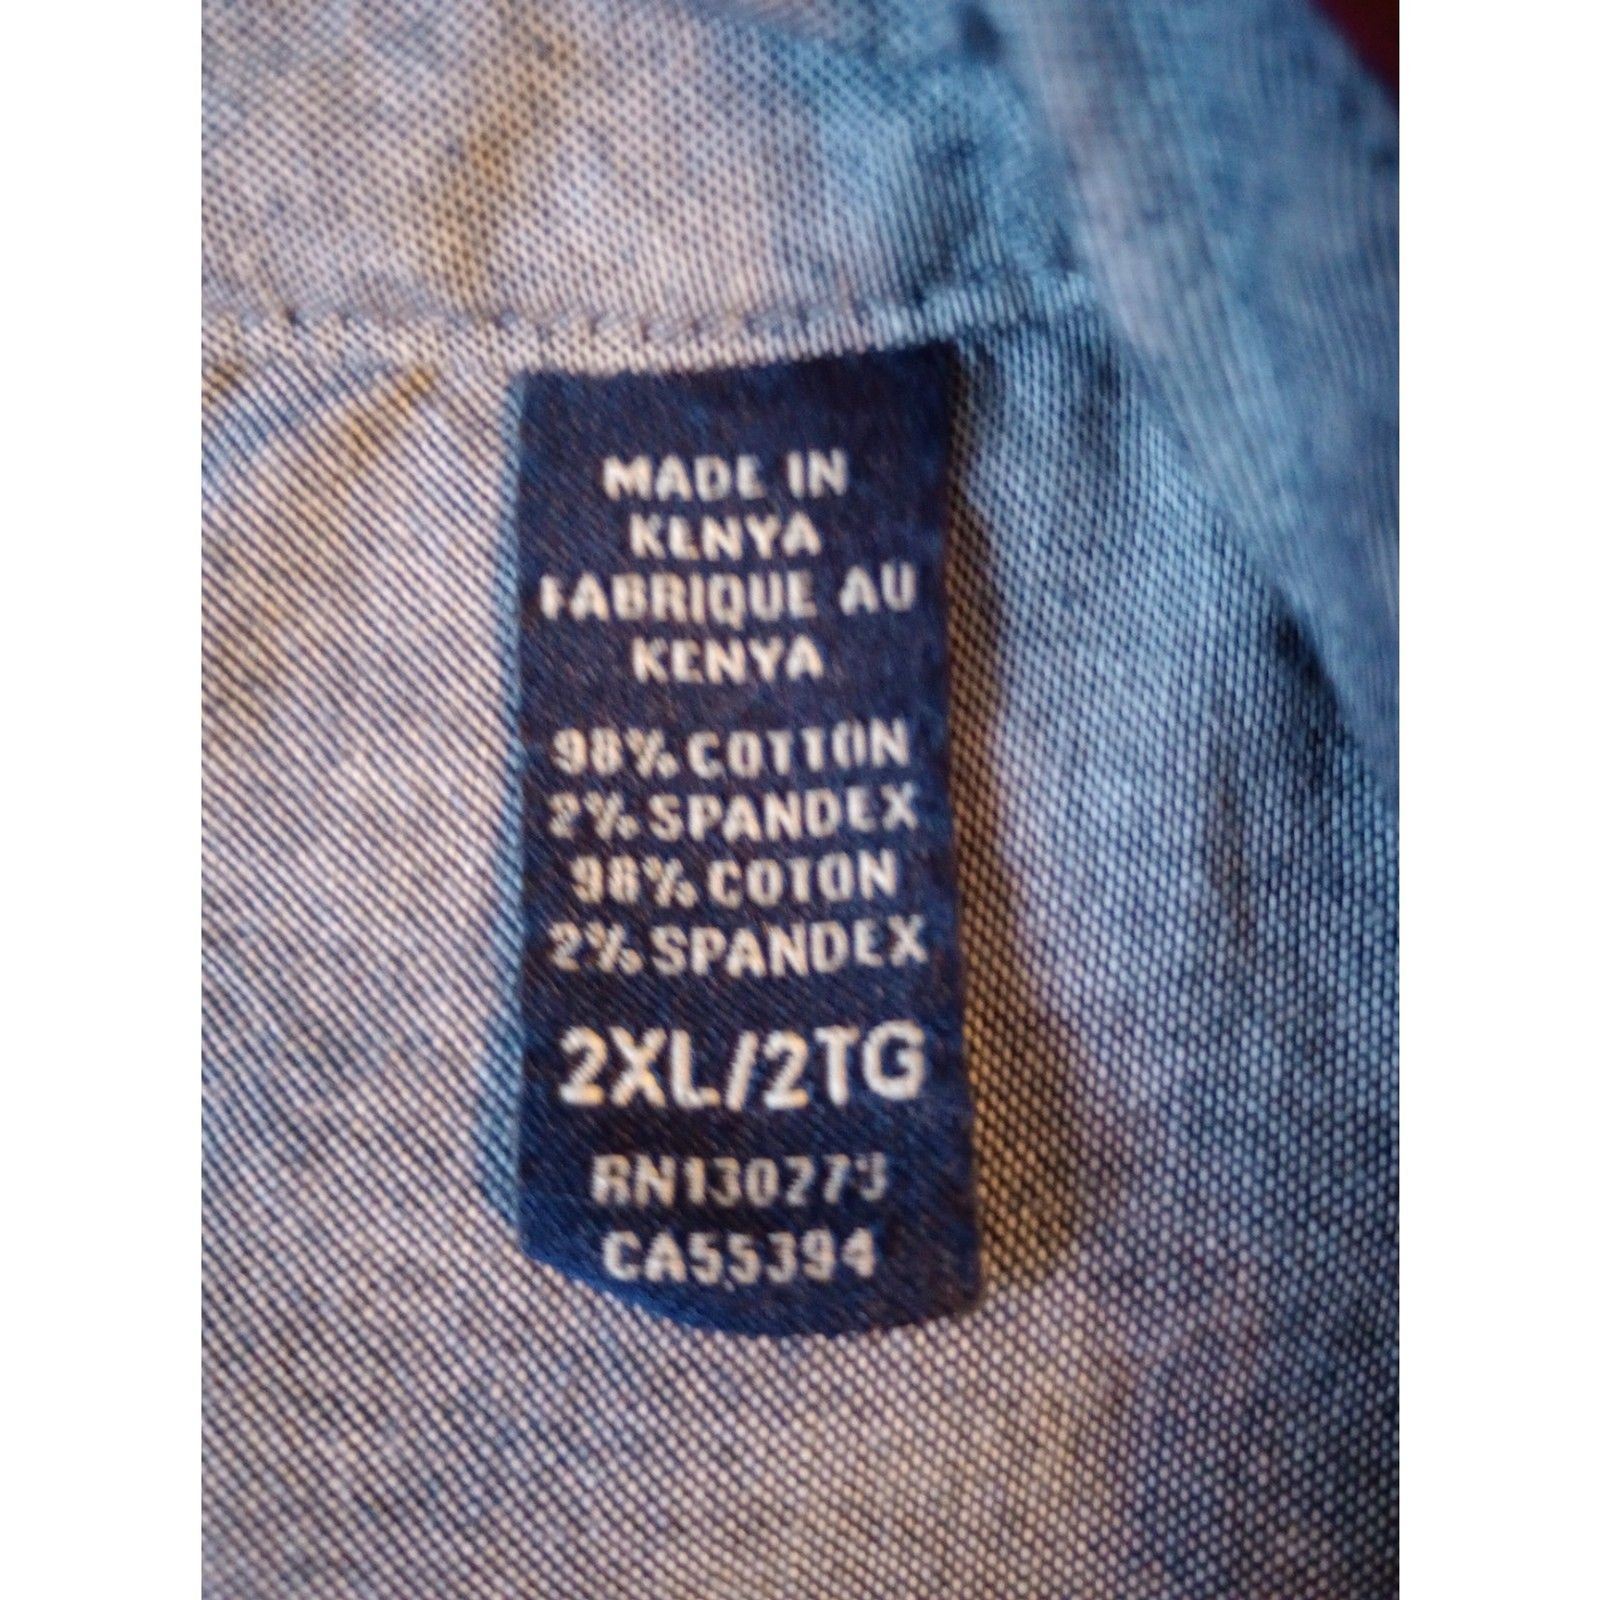 MADE IN
KENYA
FABRIQUE AU
KENYA
98% COTTON
2% SPANDEX
98% COTON
2% SPANDEX
2XL/2TG
RN130273
CA55394